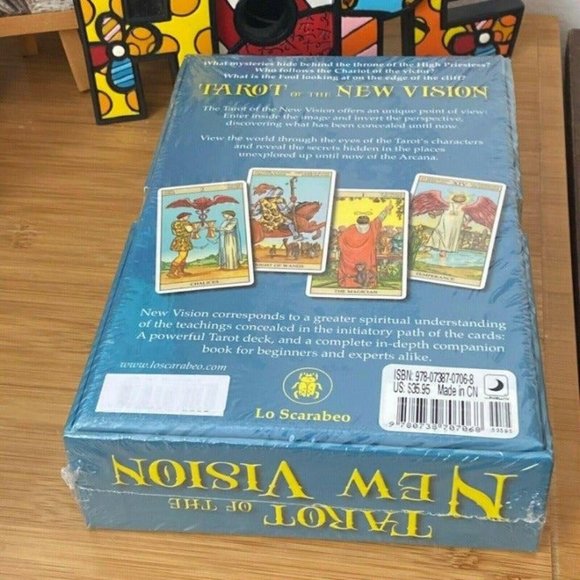 What mysteries hide behind the throne of the High Priestess?
Who follows the Chariot of the Victor?
What is the Fool looking at on the edge of the cliff?
TAROT OF THE NEW VISION
The Tarot of the New Vision offers an unique point of view:
Enter inside the image and invert the perspective,
discovering what has been concealed until now.
View the world through the eyes of the Tarot's characters
and reveal the secrets hidden in the places
unexplored up until now of the Arcana.
CHALICES
KNIGHT OF WANDS
THE MAGICIAN
XIV
TEMPERANCE
New Vision corresponds to a greater spiritual understanding
of the teachings concealed in the initiatory path of the cards:
A powerful Tarot deck, and a complete in-depth companion
book for beginners and experts alike.
www.loscarabeo.com
Lo Scarabeo
ISBN: 978-07387-0706-8
US: $35.95 Made in CN
9 780738 707068
53595
TAROT OF THE
NEW VISION